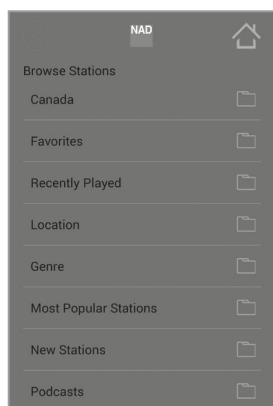 NAD
Browse Stations
Canada
Favorites
Recently Played
Location
Genre
Most Popular Stations
New Stations
Podcasts